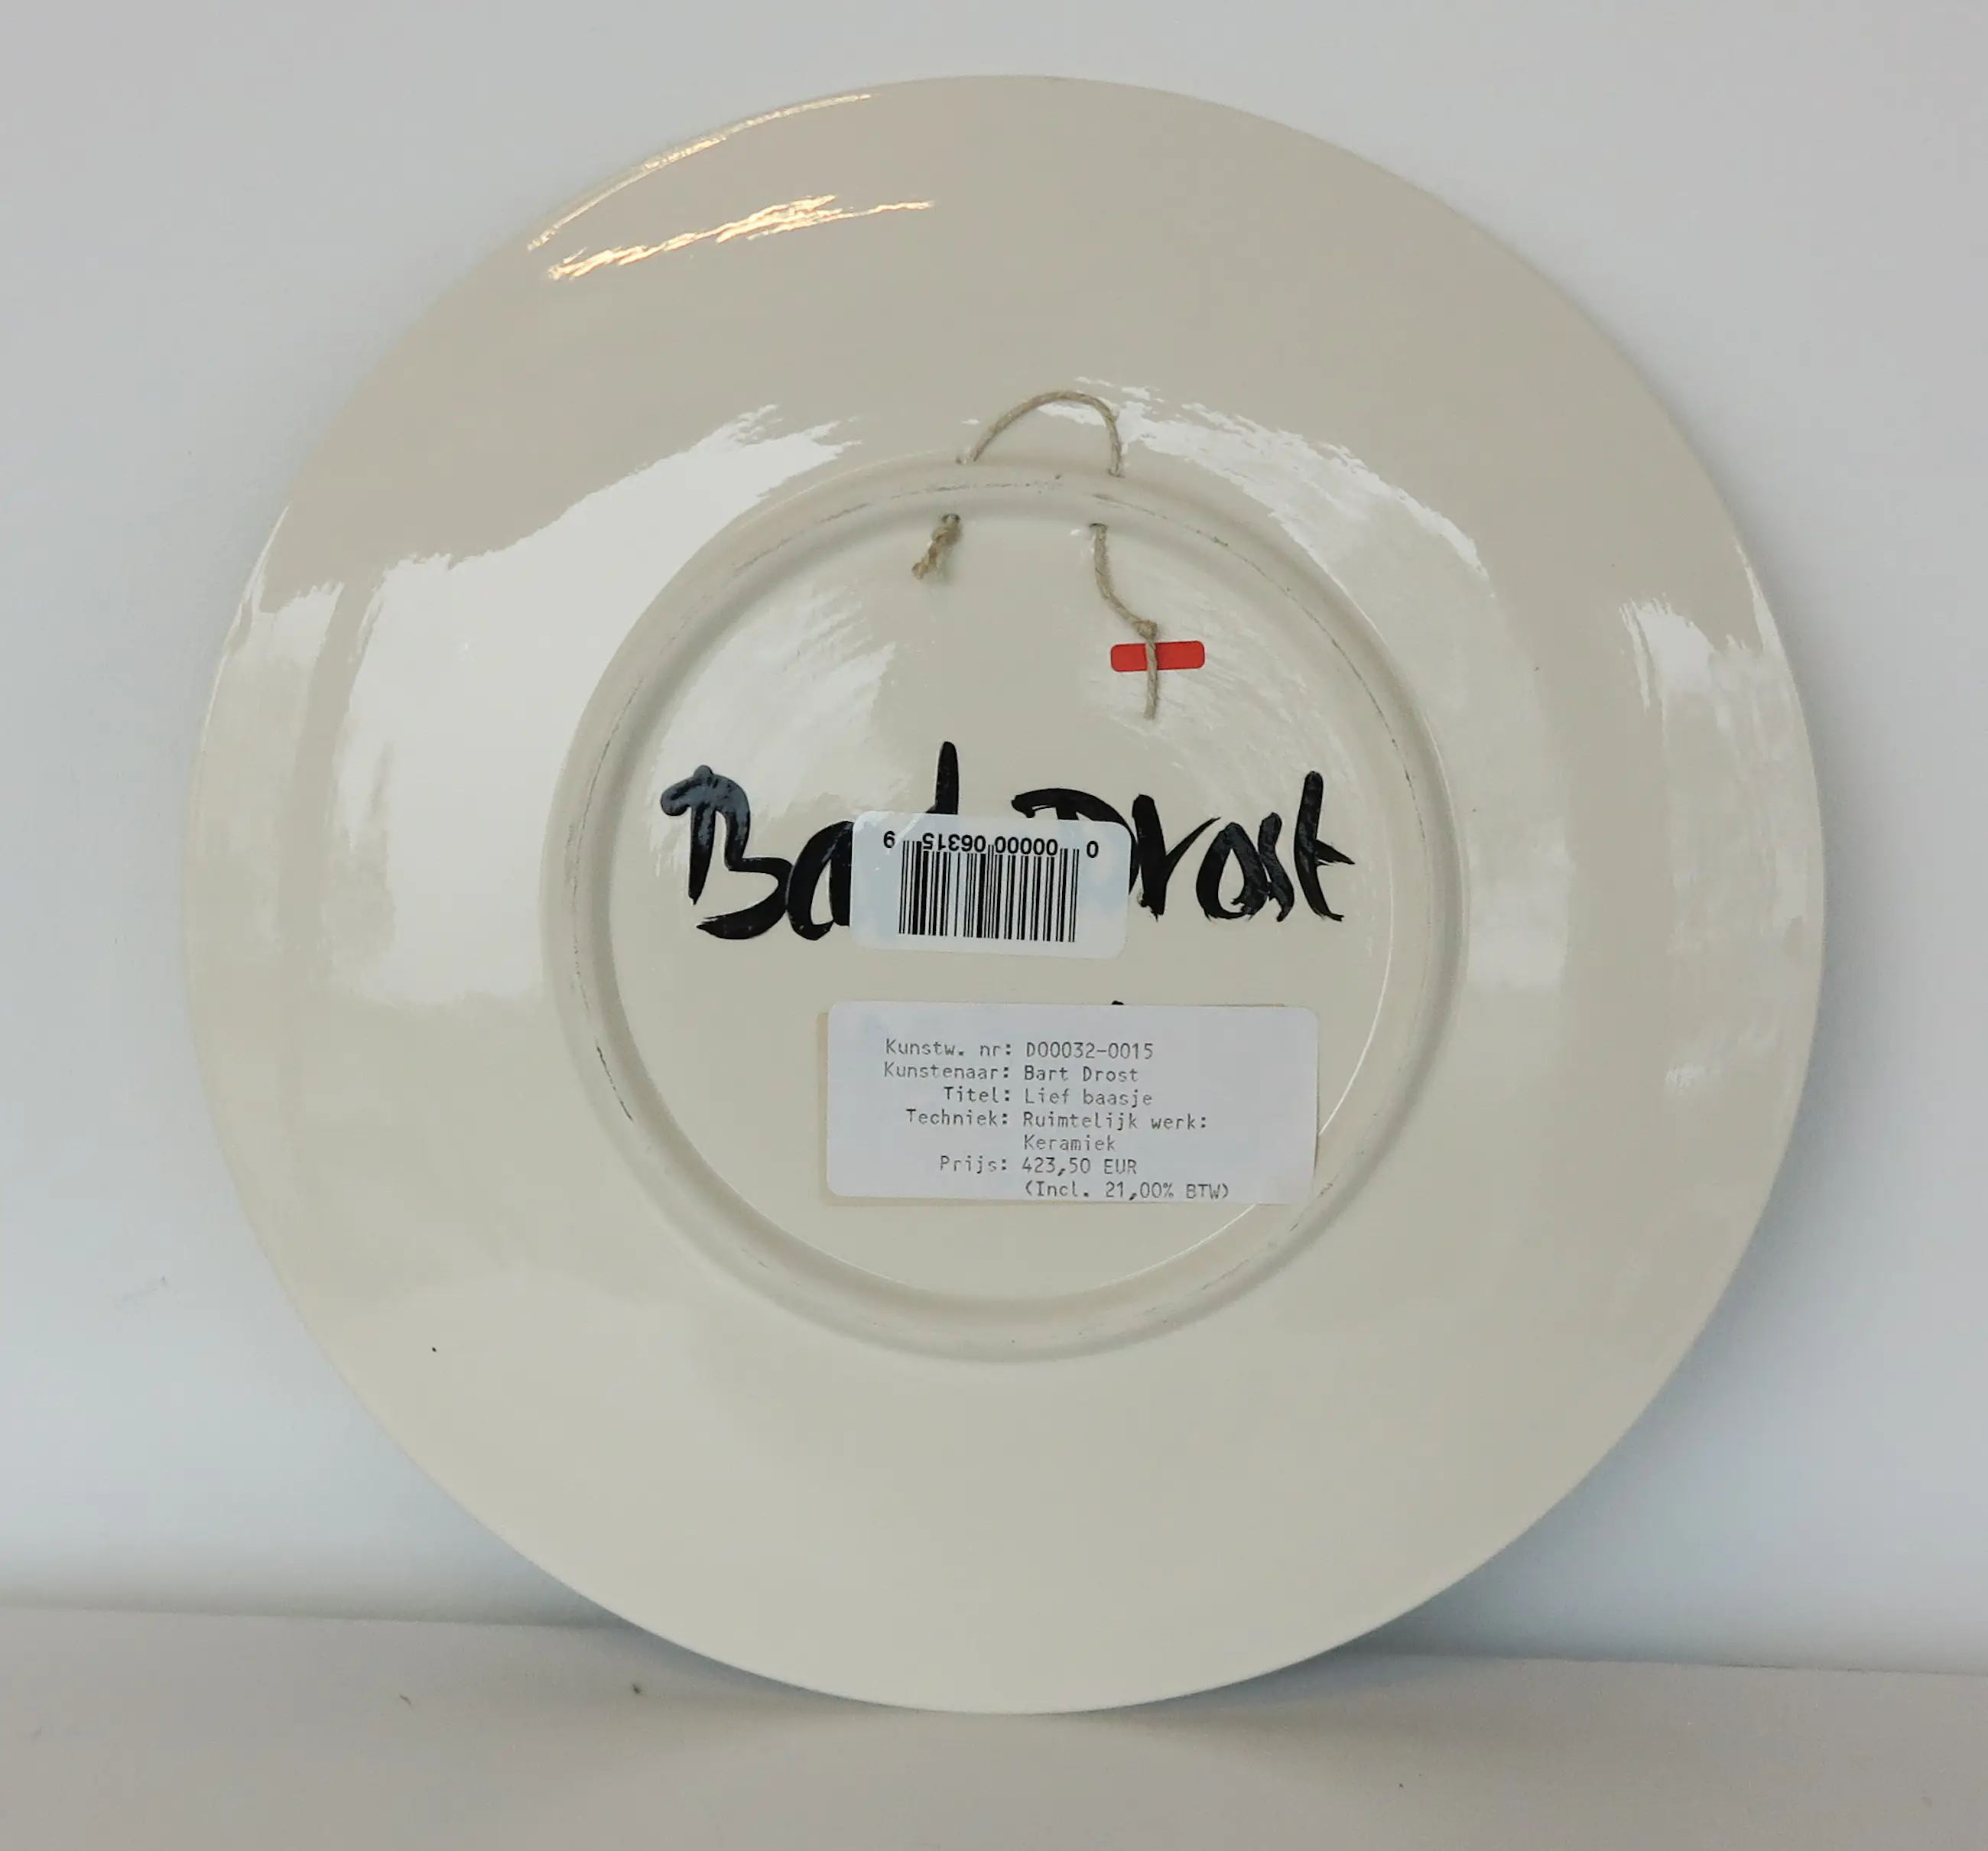 Bart Drost
0 00000 06315 9
Kunstw. nr: D00032-0015
Kunstenaar: Bart Drost
Titel: Lief baasje
Techniek: Ruimtelijk werk:
Keramiek
Prijs: 423,50 EUR
(Incl. 21,00% BTW)